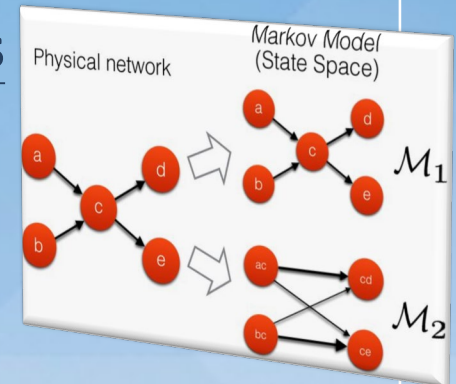 s
Physical network
Markov Model
(State Space)
a
b
c
d
e
a
b
c
d
e
M₁
ac
bc
cd
ce
M₂